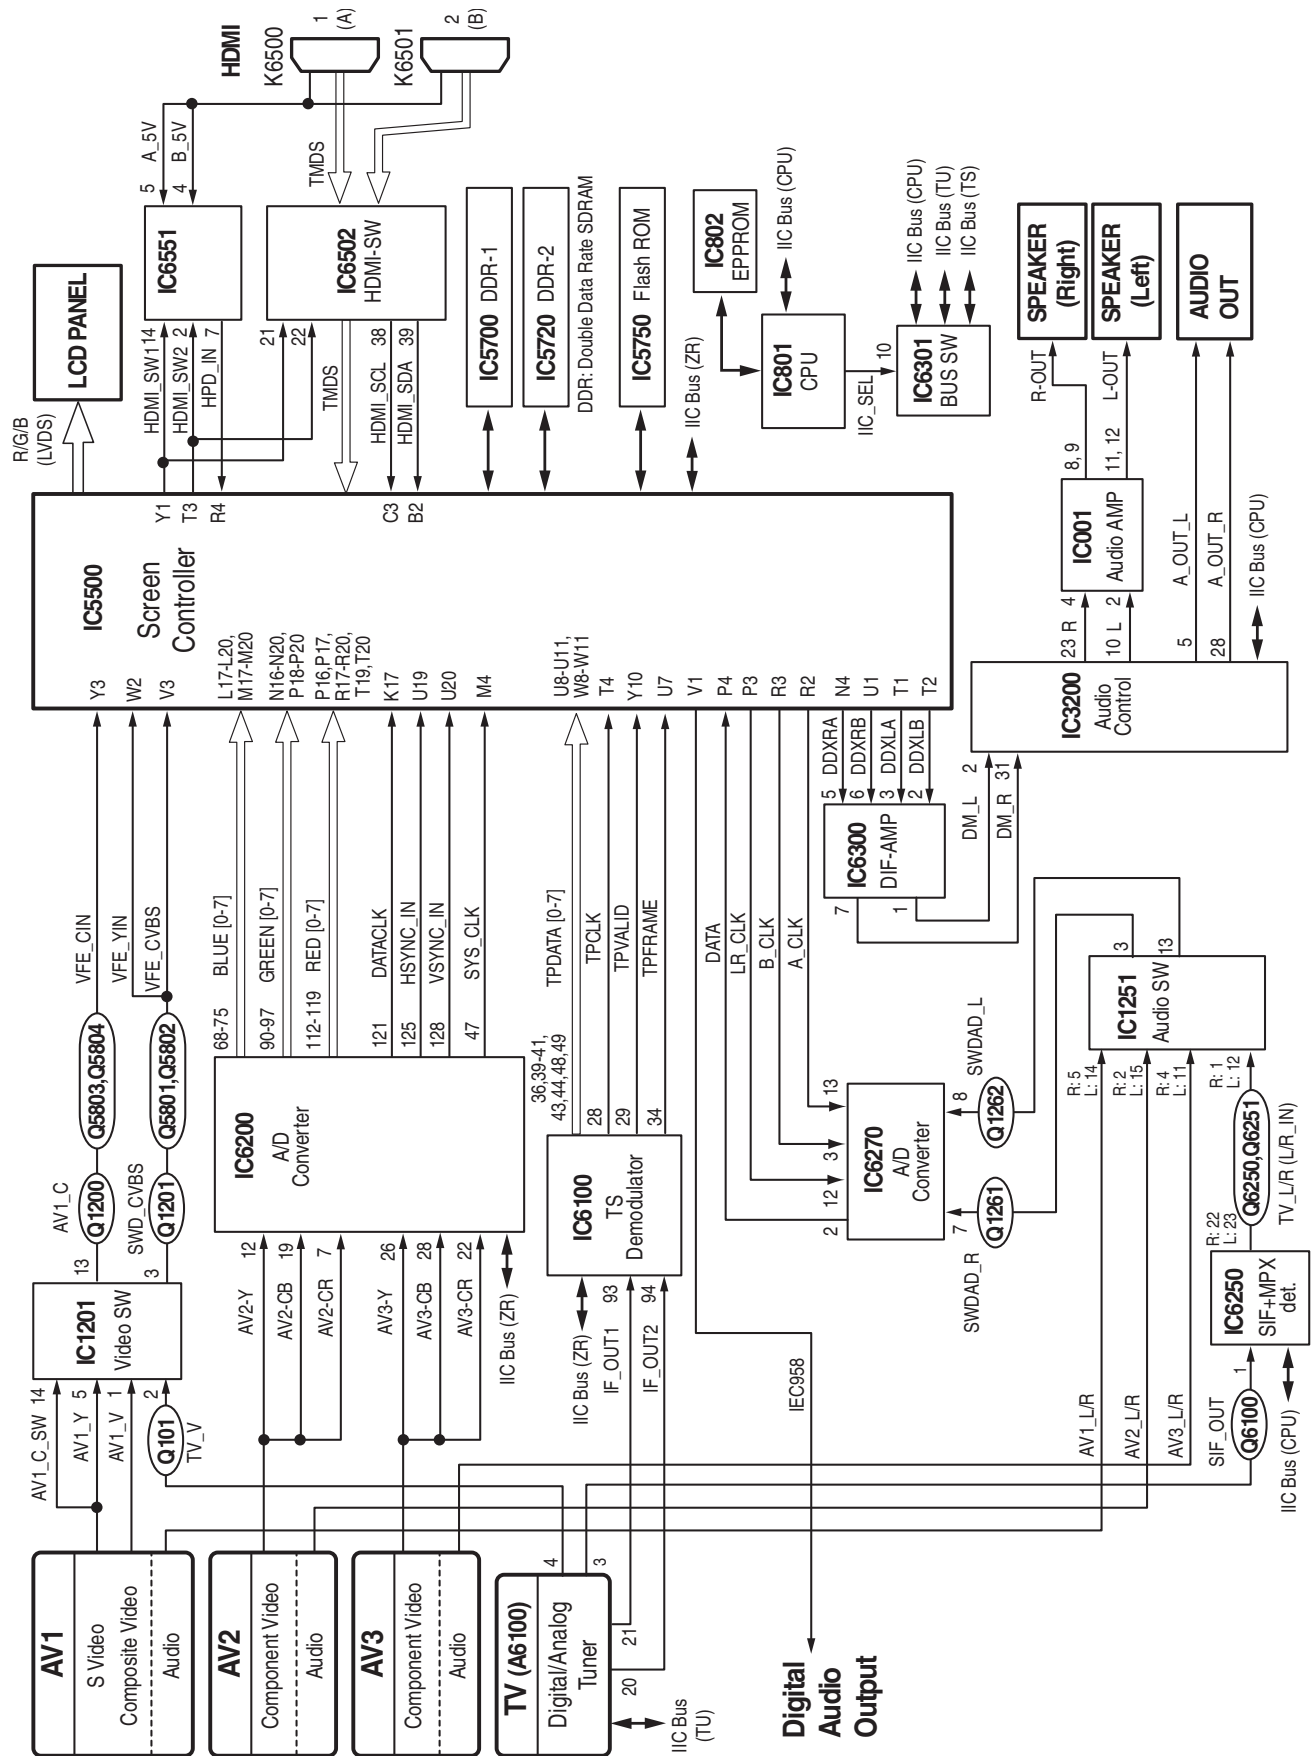 AV1
S Video
Composite Video
Audio
AV2
Component Video
Audio
AV3
Component Video
Audio
TV (A6100)
Digital/Analog
Tuner
4
3
21
20
IIC Bus
(TU)
Digital
Audio
Output
AV1_C_SW 14
AV1_Y 5
AV1_V 1
2
Q101
TV_V
IC1201
Video SW
13
3
AV1_C
Q1200
SWD_CVBS
Q1201
Q5803,Q5804
Q5801,Q5802
VFE_CIN
VFE_YIN
VFE_CVBS
AV2-Y 12
AV2-CB 19
AV2-CR 7
AV3-Y 26
AV3-CB 28
AV3-CR 22
IIC Bus (ZR)
IC6200
A/D
Converter
68-75 BLUE [0-7]
90-97 GREEN [0-7]
112-119 RED [0-7]
121 DATACLK
125 HSYNC_IN
128 VSYNC_IN
47 SYS_CLK
IIC Bus (ZR)
IF_OUT1 93
IF_OUT2 94
IC6100
TS
Demodulator
36,39-41,
43,44,48,49
TPDATA [0-7]
28 TPCLK
29 TPVALID
34 TPFRAME
IEC958
DATA
LR_CLK
B_CLK
A_CLK
2
12
3
13
IC6270
A/D
Converter
7
8
SWDAD_R
Q1261
Q1262
SWDAD_L
AV1_L/R
AV2_L/R
AV3_L/R
SIF_OUT
Q6100
1
IIC Bus (CPU)
IC6250
SIF+MPX
det.
R: 22
L: 23
Q6250,Q6251
TV_L/R (L/R_IN)
R: 5
L: 14
R: 2
L: 15
R: 4
L: 11
R: 1
L: 12
IC1251
Audio SW
3
13
IC5500
Screen
Controller
Y3
W2
V3
L17-L20,
M17-M20
N16-N20,
P18-P20
P16,P17,
R17-R20,
T19,T20
K17
U19
U20
M4
U8-U11,
W8-W11
T4
Y10
U7
V1
P4
P3
R3
R2
N4
U1
T1
T2
5 DDXRA
6 DDXRB
3 DDXLA
2 DDXLB
IC6300
DIF-AMP
7
1
DM_L 2
DM_R 31
IC3200
Audio
Control
23 R 4
10 L 2
5 A_OUT_L
28 A_OUT_R
IIC Bus (CPU)
IC001
Audio AMP
8, 9
11, 12
R-OUT
L-OUT
SPEAKER
(Right)
SPEAKER
(Left)
AUDIO
OUT
Y1
T3
R4
C3
B2
R/G/B
(LVDS)
LCD PANEL
HDMI_SW1 14
HDMI_SW2 2
HPD_IN 7
IC6551
5 A_5V
4 B_5V
21
22
TMDS
HDMI_SCL 38
HDMI_SDA 39
IC6502
HDMI-SW
TMDS
HDMI
K6500
1
(A)
K6501
2
(B)
IC5700 DDR-1
IC5720 DDR-2
DDR: Double Data Rate SDRAM
IC5750 Flash ROM
IIC Bus (ZR)
IC802
EPPROM
IC801
CPU
IIC Bus (CPU)
IIC_SEL 10
IC6301
BUS SW
IIC Bus (CPU)
IIC Bus (TU)
IIC Bus (TS)